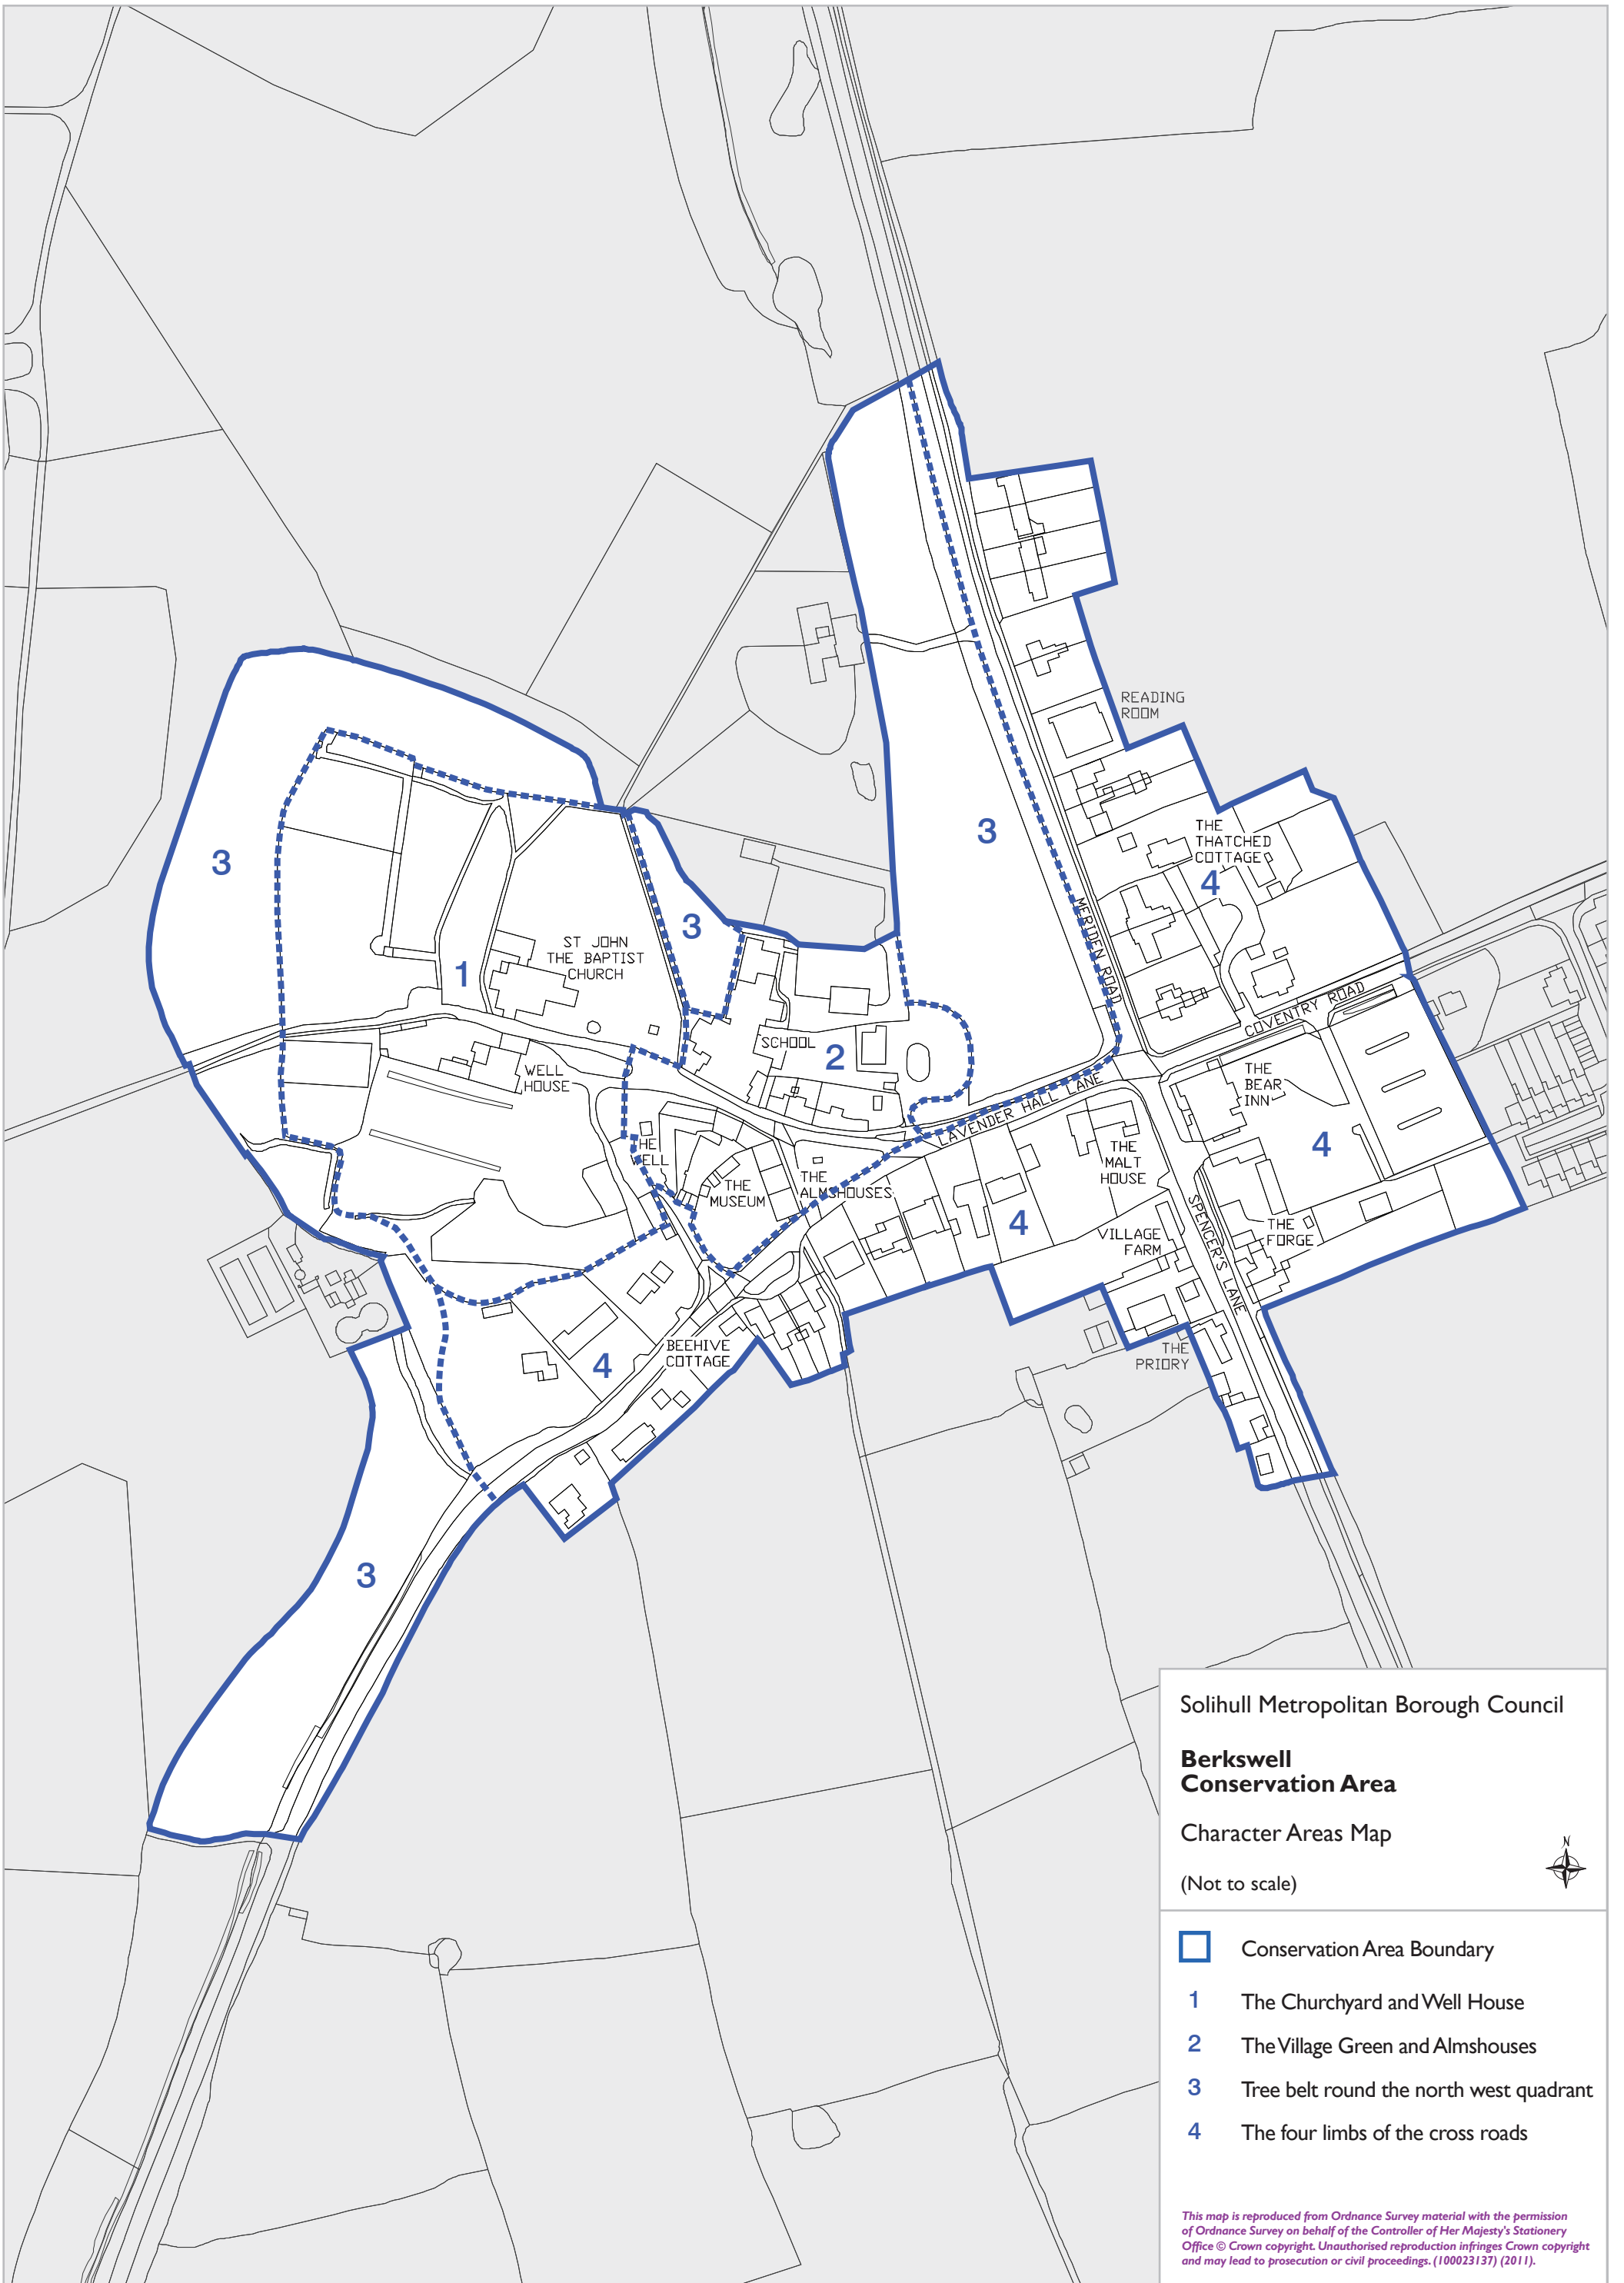 READING
ROOM
THE
THATCHED
COTTAGE
3
4
3
3
ST JOHN
THE BAPTIST
CHURCH
1
MERIDEN ROAD
COVENTRY ROAD
SCHOOL
2
WELL
HOUSE
LAVENDER HALL LANE
THE
BEAR
INN
4
THE
MALT
HOUSE
THE
MUSEUM
THE
ALMSHOUSES
4
VILLAGE
FARM
SPENCER'S LANE
THE
FORGE
BEEHIVE
COTTAGE
4
THE
PRIORY
3
Solihull Metropolitan Borough Council
Berkswell
Conservation Area
Character Areas Map
(Not to scale)
N
Conservation Area Boundary
1 The Churchyard and Well House
2 The Village Green and Almshouses
3 Tree belt round the north west quadrant
4 The four limbs of the cross roads
This map is reproduced from Ordnance Survey material with the permission
of Ordnance Survey on behalf of the Controller of Her Majesty's Stationery
Office © Crown copyright. Unauthorised reproduction infringes Crown copyright
and may lead to prosecution or civil proceedings. (100023137) (2011).